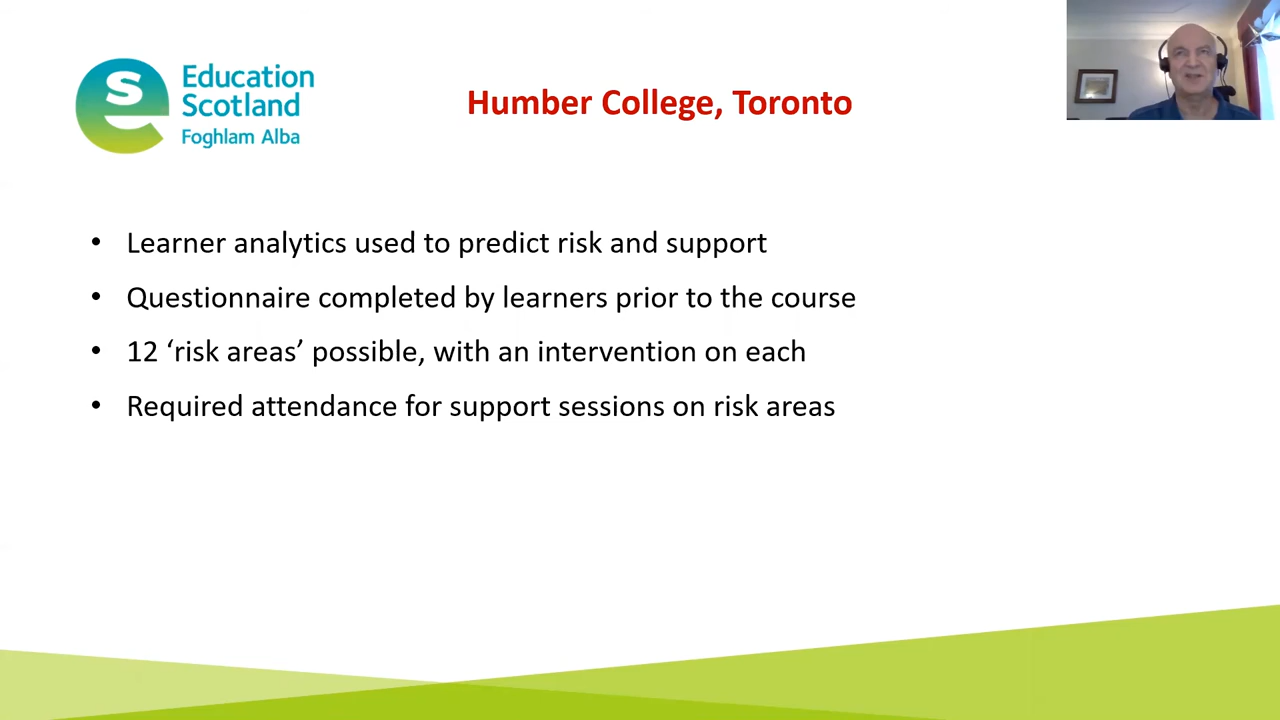 Education
Scotland
Foghlam Alba
Humber College, Toronto
• Learner analytics used to predict risk and support
• Questionnaire completed by learners prior to the course
• 12 ‘risk areas’ possible, with an intervention on each
• Required attendance for support sessions on risk areas